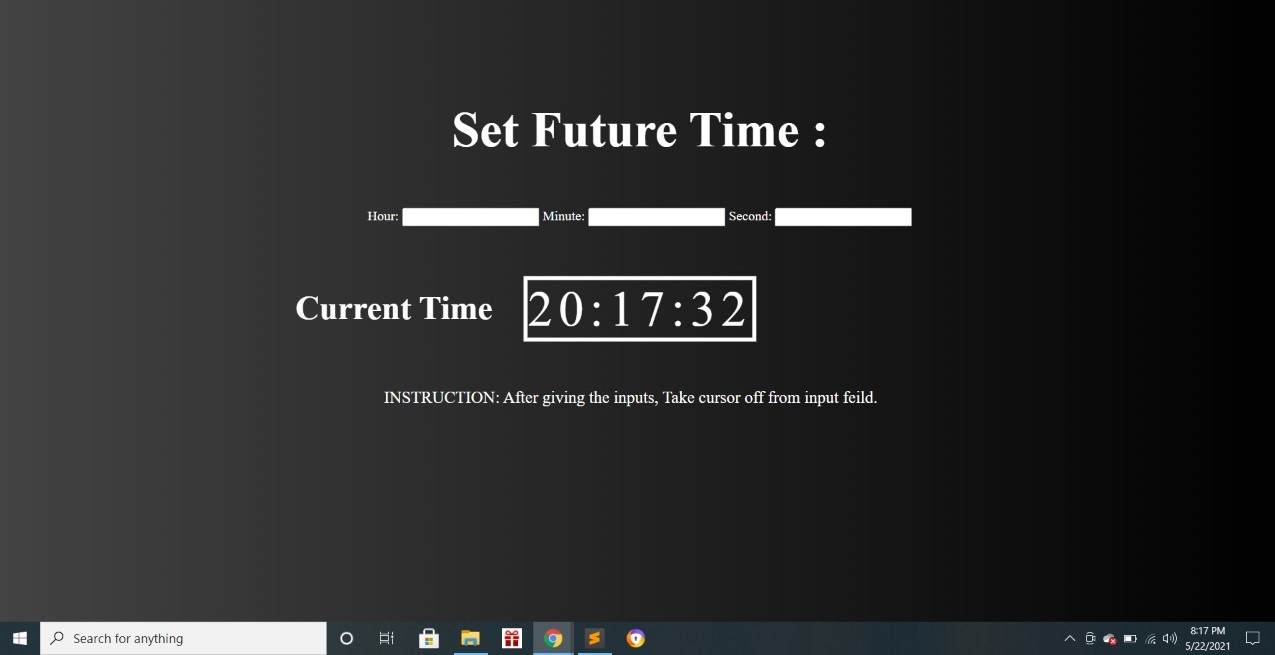 Set Future Time :
Hour: Minute: Second:
Current Time 20:17:32
INSTRUCTION: After giving the inputs, Take cursor off from input feild.
Search for anything
8:17 PM
5/22/2021